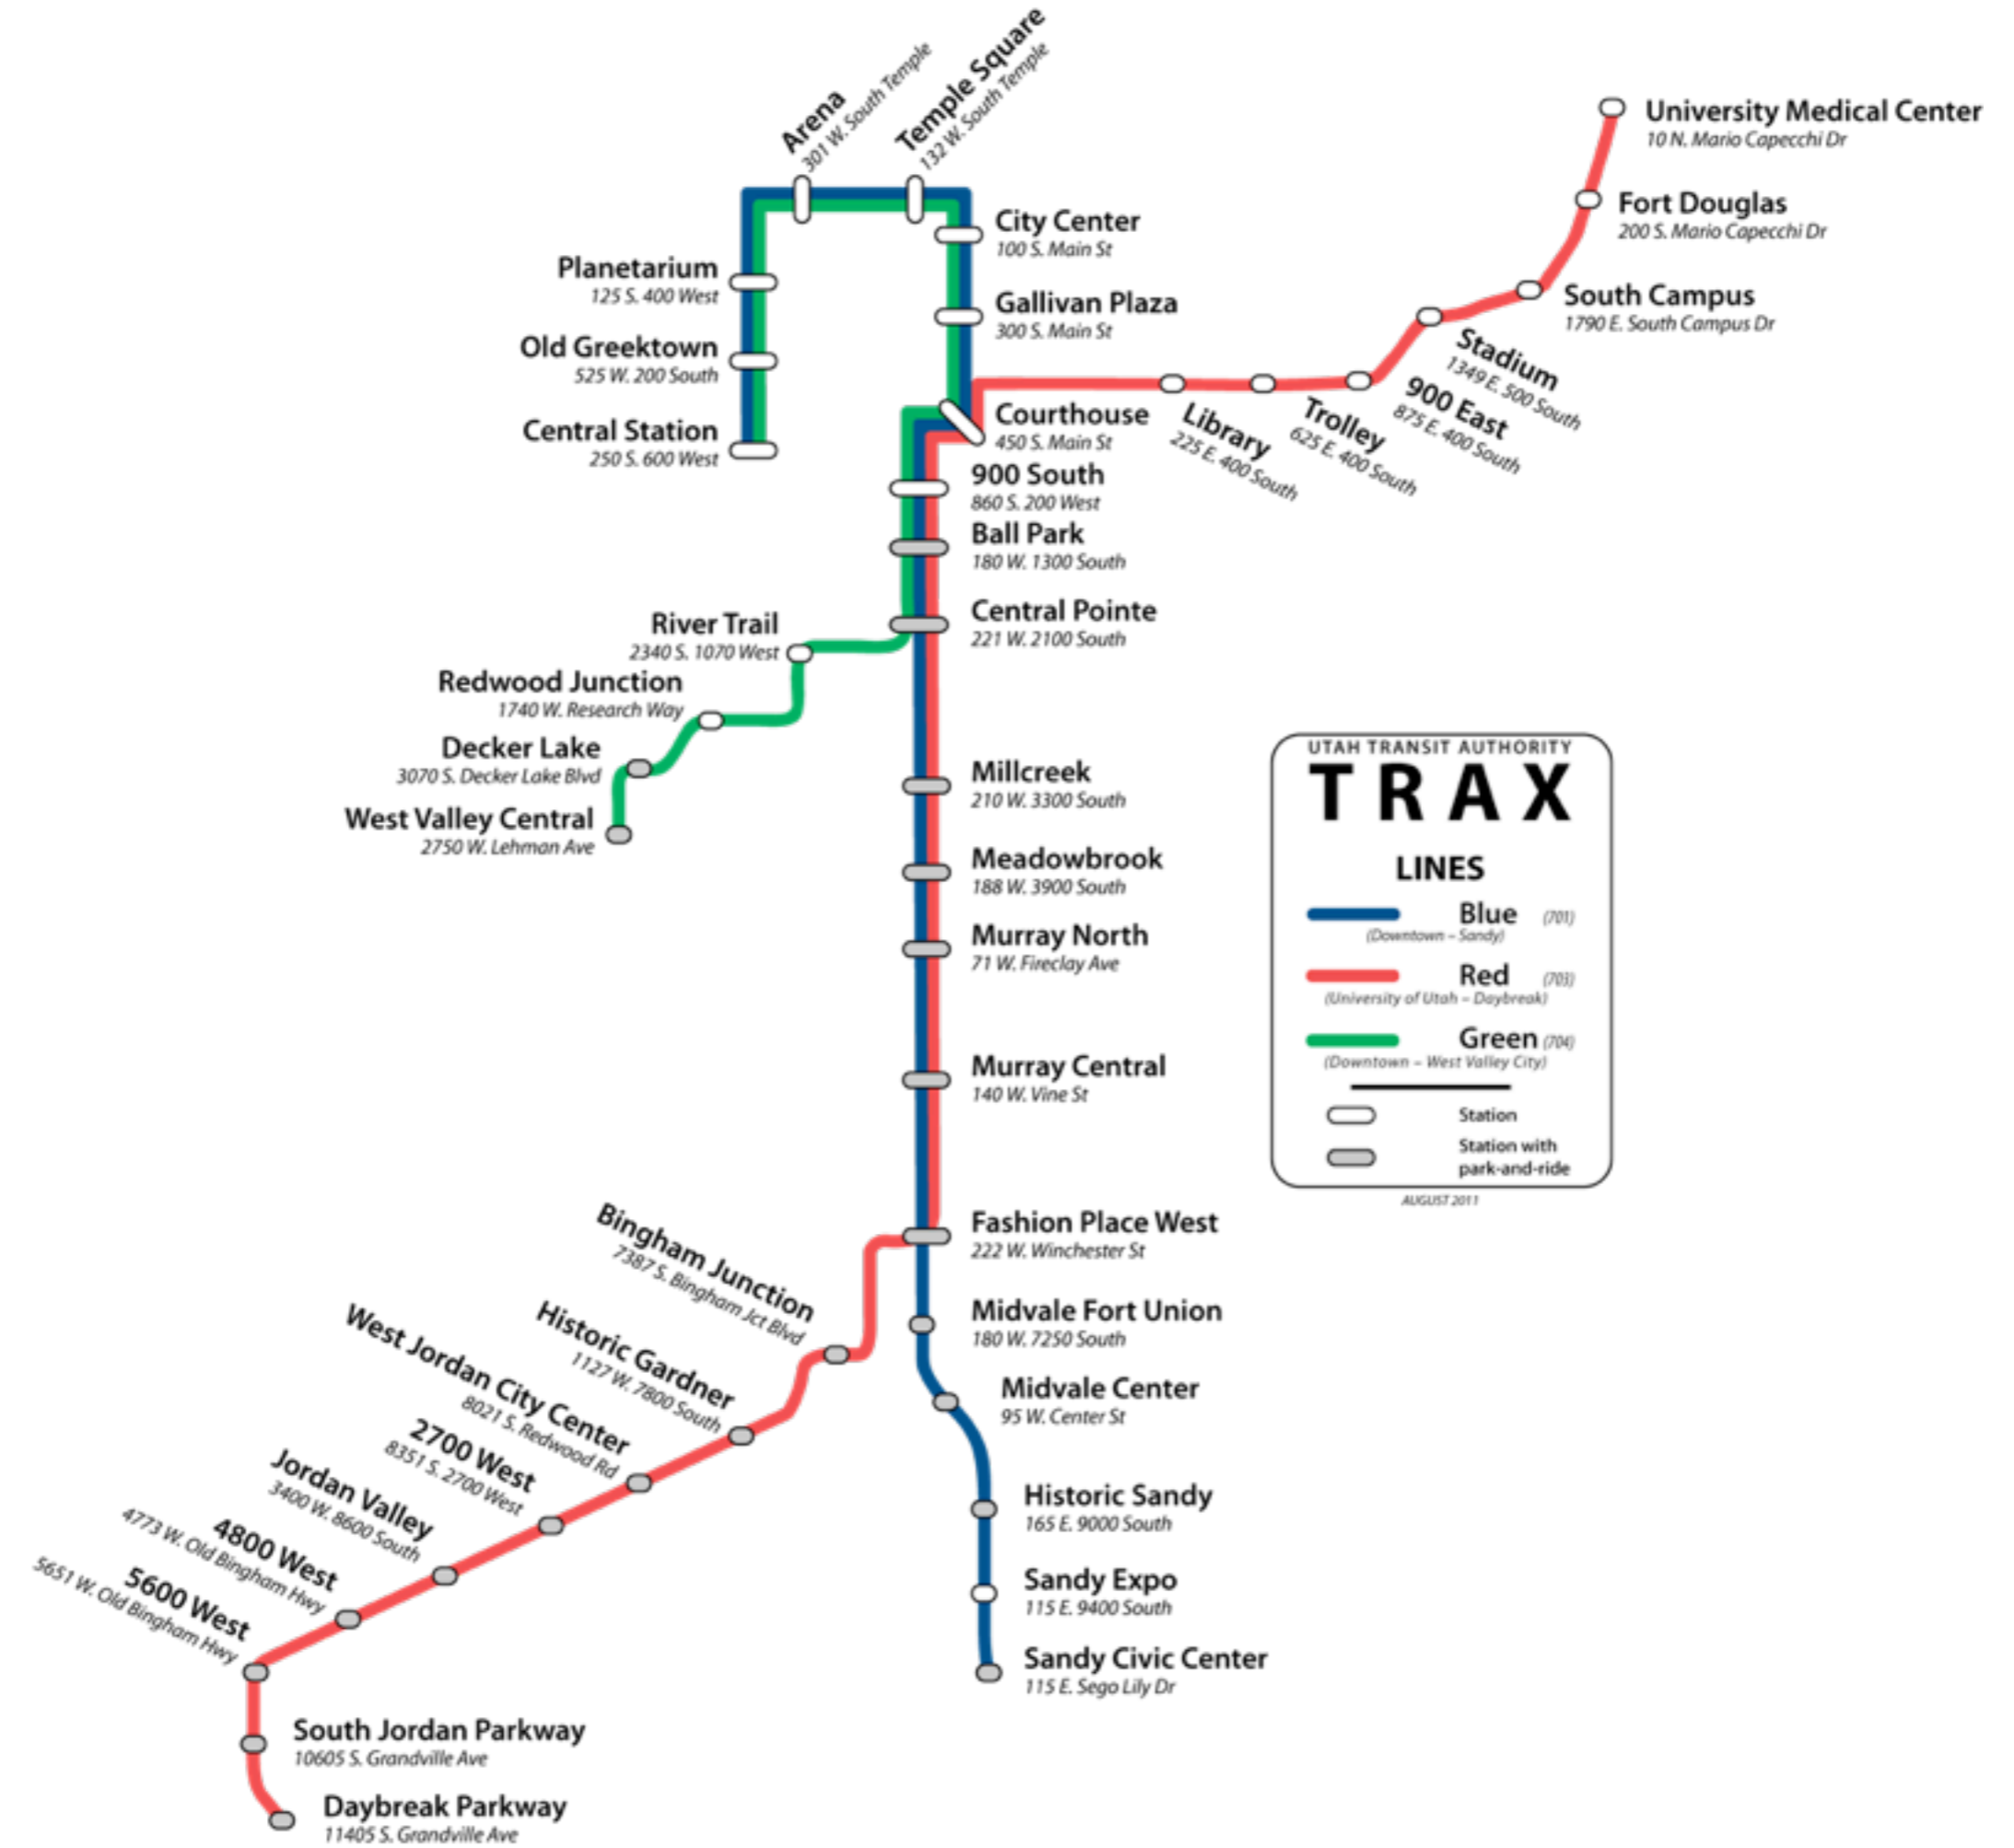 Arena
301 W. South Temple
Temple Square
132 W. South Temple
University Medical Center
10 N. Mario Capecchi Dr
Fort Douglas
200 S. Mario Capecchi Dr
City Center
100 S. Main St
Planetarium
125 S. 400 West
South Campus
1790 E. South Campus Dr
Gallivan Plaza
300 S. Main St
Old Greektown
525 W. 200 South
Stadium
1349 E. 500 South
900 East
875 E. 400 South
Trolley
625 E. 400 South
Library
225 E. 400 South
Courthouse
450 S. Main St
Central Station
250 S. 600 West
900 South
860 S. 200 West
Ball Park
180 W. 1300 South
Central Pointe
221 W. 2100 South
River Trail
2340 S. 1070 West
Redwood Junction
1740 W. Research Way
Decker Lake
3070 S. Decker Lake Blvd
West Valley Central
2750 W. Lehman Ave
Millcreek
210 W. 3300 South
Meadowbrook
188 W. 3900 South
Murray North
71 W. Fireclay Ave
Murray Central
140 W. Vine St
Fashion Place West
222 W. Winchester St
Midvale Fort Union
180 W. 7250 South
Midvale Center
95 W. Center St
Historic Sandy
165 E. 9000 South
Sandy Expo
115 E. 9400 South
Sandy Civic Center
115 E. Sego Lily Dr
Bingham Junction
7387 S. Bingham Jct Blvd
Historic Gardner
1127 W. 7800 South
West Jordan City Center
8021 S. Redwood Rd
2700 West
8351 S. 2700 West
Jordan Valley
3400 W. 8600 South
4800 West
4773 W. Old Bingham Hwy
5600 West
5651 W. Old Bingham Hwy
South Jordan Parkway
10605 S. Grandville Ave
Daybreak Parkway
11405 S. Grandville Ave
UTAH TRANSIT AUTHORITY
TRAX
LINES
Blue (701)
(Downtown – Sandy)
Red (703)
(University of Utah – Daybreak)
Green (704)
(Downtown – West Valley City)
Station
Station with
park-and-ride
AUGUST 2011